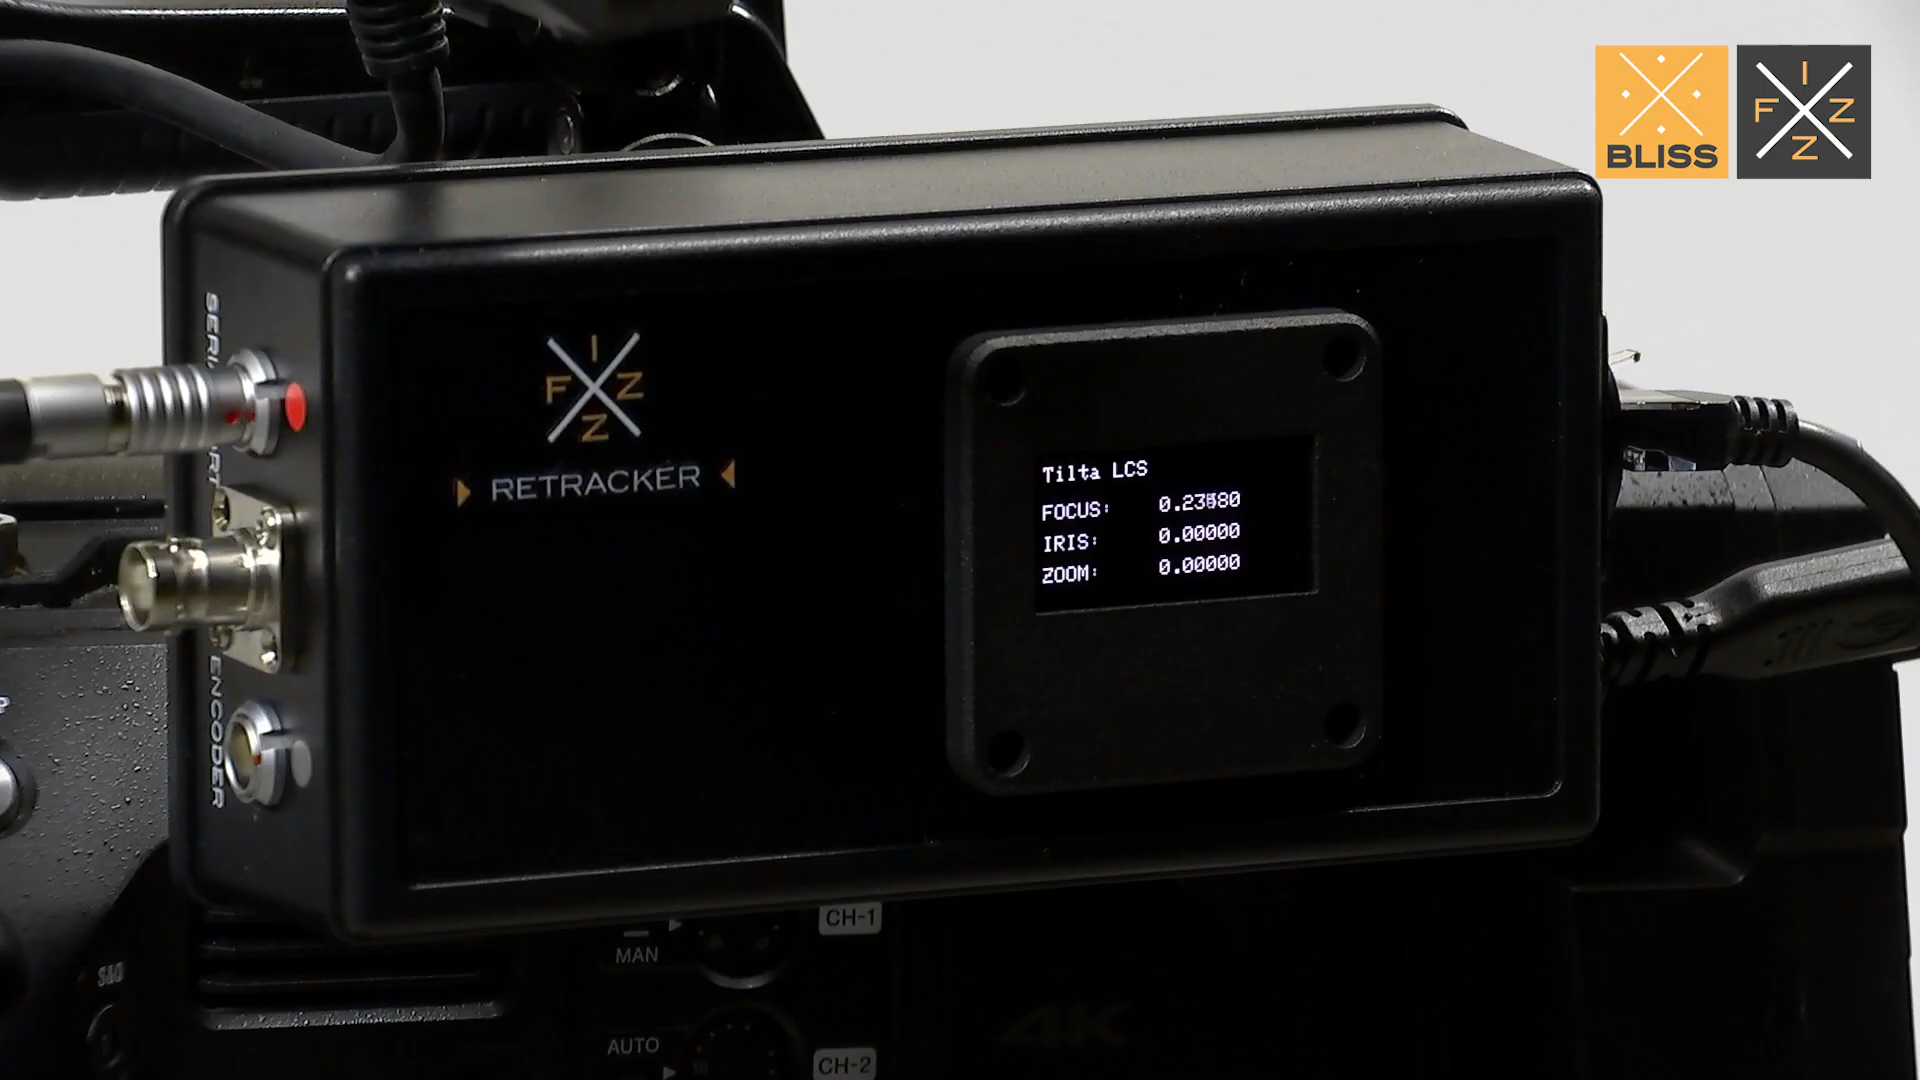 BLISS
I
F Z
Z
I
F Z
Z
RETRACKER
Tilta LCS
FOCUS:
IRIS: 0.00000
ZOOM: 0.00000
ENCODER
CH-1
MAN
S&Q
4K
AUTO
CH-2